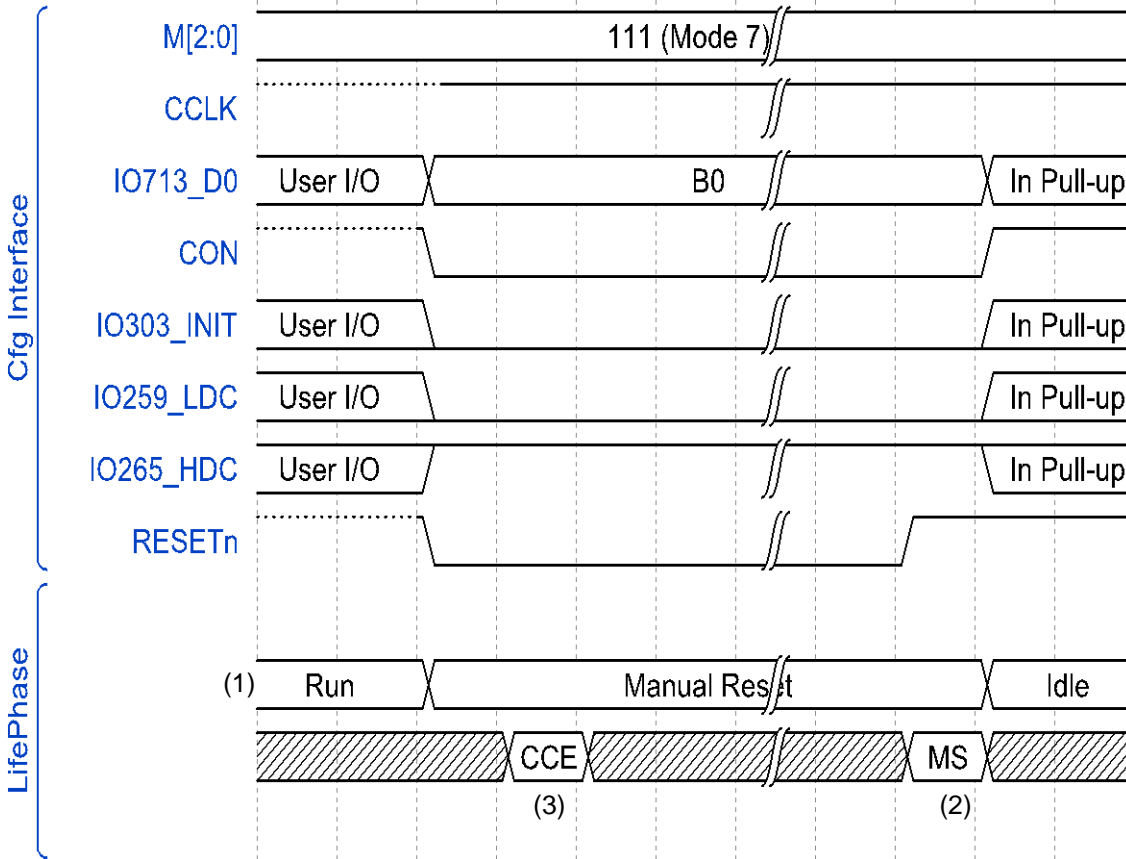 Cfg Interface
M[2:0] 111 (Mode 7)
CCLK
IO713_D0 User I/O B0 In Pull-up
CON
IO303_INIT User I/O In Pull-up
IO259_LDC User I/O In Pull-up
IO265_HDC User I/O In Pull-up
RESETn
LifePhase
(1) Run Manual Reset Idle
CCE MS
(3) (2)